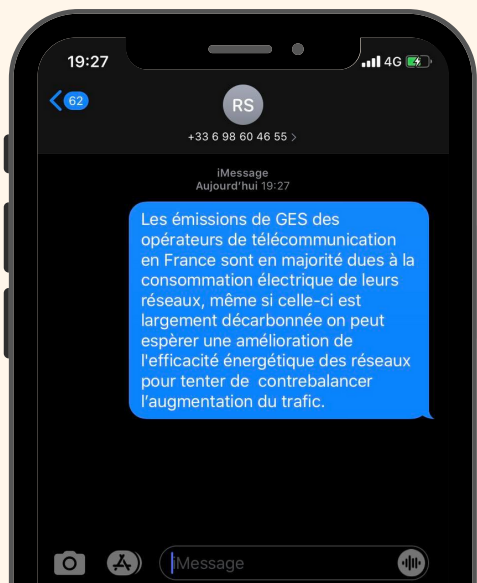 19:27
4G
62
RS
+33 6 98 60 46 55 >
iMessage
Aujourd'hui 19:27
Les émissions de GES des
opérateurs de télécommunication
en France sont en majorité dues à la
consommation électrique de leurs
réseaux, même si celle-ci est
largement décarbonnée on peut
espèrer une amélioration de
l'efficacité énergétique des réseaux
pour tenter de  contrebalancer
l’augmentation du trafic.
iMessage